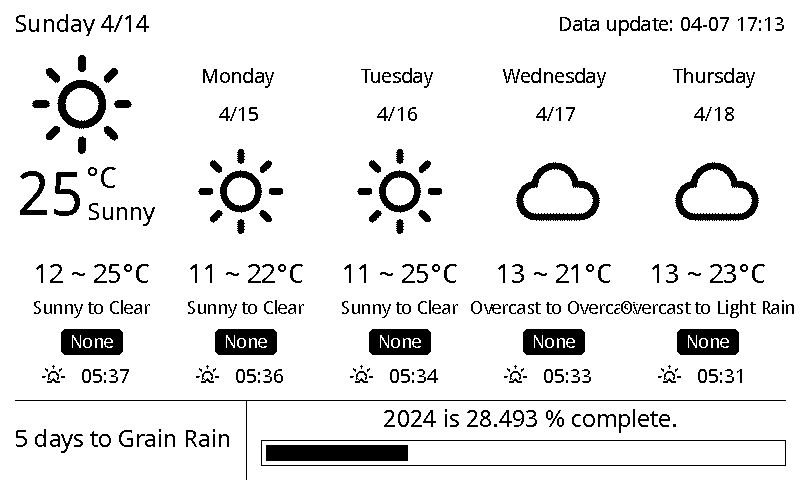 Sunday 4/14
Data update: 04-07 17:13
25 °C
Sunny
Monday
4/15
Tuesday
4/16
Wednesday
4/17
Thursday
4/18
12 ~ 25°C
11 ~ 22°C
11 ~ 25°C
13 ~ 21°C
13 ~ 23°C
Sunny to Clear
Sunny to Clear
Sunny to Clear
Overcast to
Overcast to Light Rain
None
None
None
None
None
05:37
05:36
05:34
05:33
05:31
5 days to Grain Rain
2024 is 28.493 % complete.